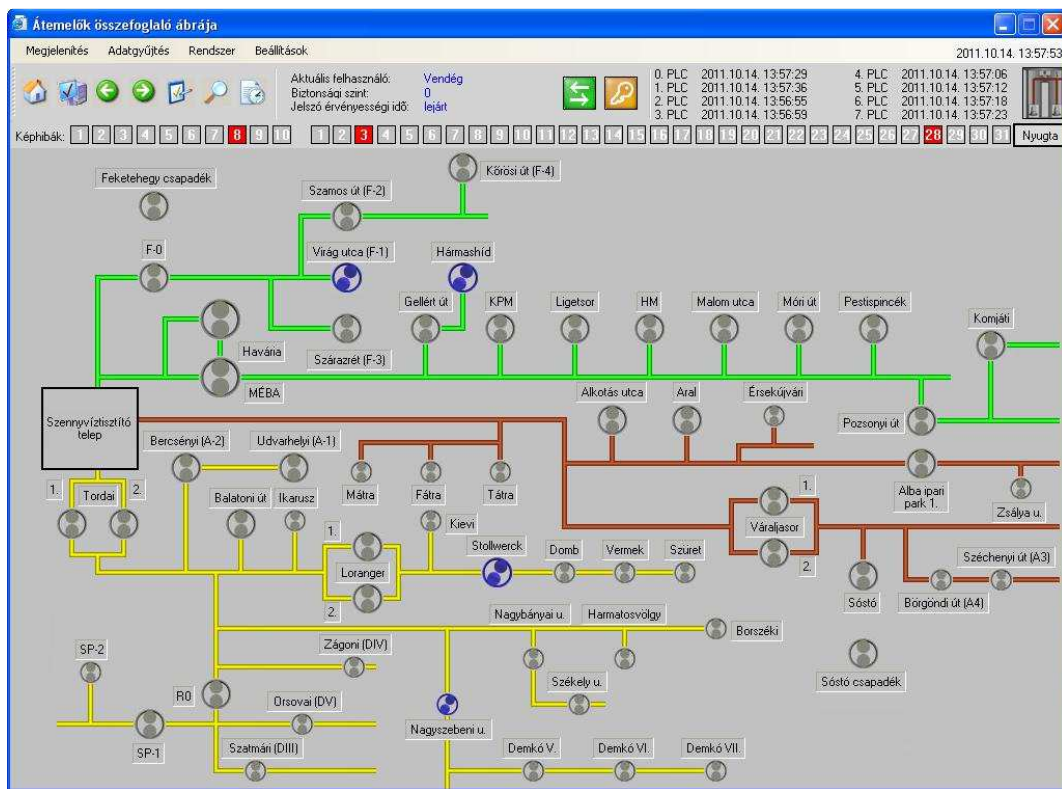 Átemelők összefoglaló ábrája
Megjelenítés Adatgyűjtés Rendszer Beállítások 2011.10.14. 13:57:53
Aktuális felhasználó: Vendég
Biztonsági szint: 0
Jelszó érvényességi idő: lejárt
0. PLC 2011.10.14. 13:57:29 4. PLC 2011.10.14. 13:57:06
1. PLC 2011.10.14. 13:57:36 5. PLC 2011.10.14. 13:57:12
2. PLC 2011.10.14. 13:56:55 6. PLC 2011.10.14. 13:57:18
3. PLC 2011.10.14. 13:56:59 7. PLC 2011.10.14. 13:57:23
Képhibák: 1 2 3 4 5 6 7 8 9 10 1 2 3 4 5 6 7 8 9 10 11 12 13 14 15 16 17 18 19 20 21 22 23 24 25 26 27 28 29 30 31 Nyugta
Feketehegy csapadék
Kőrösi út (F-4)
Szamos út (F-2)
F-0
Virág utca (F-1)
Hármashíd
Gellért út
KPM
Ligetsor
HM
Malom utca
Móri út
Pestispincék
Komjáti
Havária
Szárazrét (F-3)
MÉBA
Alkotás utca
Aral
Érsekújvári
Pozsonyi út
Szennyvíztisztító
telep
Bercsényi (A-2)
Udvarhelyi (A-1)
Mátra
Fátra
Tátra
Alba ipari
park 1.
Zsálya u.
1.
Tordai
2.
Balatoni út
Ikarusz
Kievi
1.
Loranger
2.
Stollwerck
Domb
Vermek
Szüret
1.
Váraljasor
2.
Széchenyi út (A3)
Sóstó
Börgöndi út (A4)
Nagybányai u.
Harmatosvölgy
Borszéki
Zágoni (DIV)
SP-2
Székely u.
Sóstó csapadék
R0
Orsovai (DV)
Nagyszebeni u.
SP-1
Szatmári (DIII)
Demkó V.
Demkó VI.
Demkó VII.